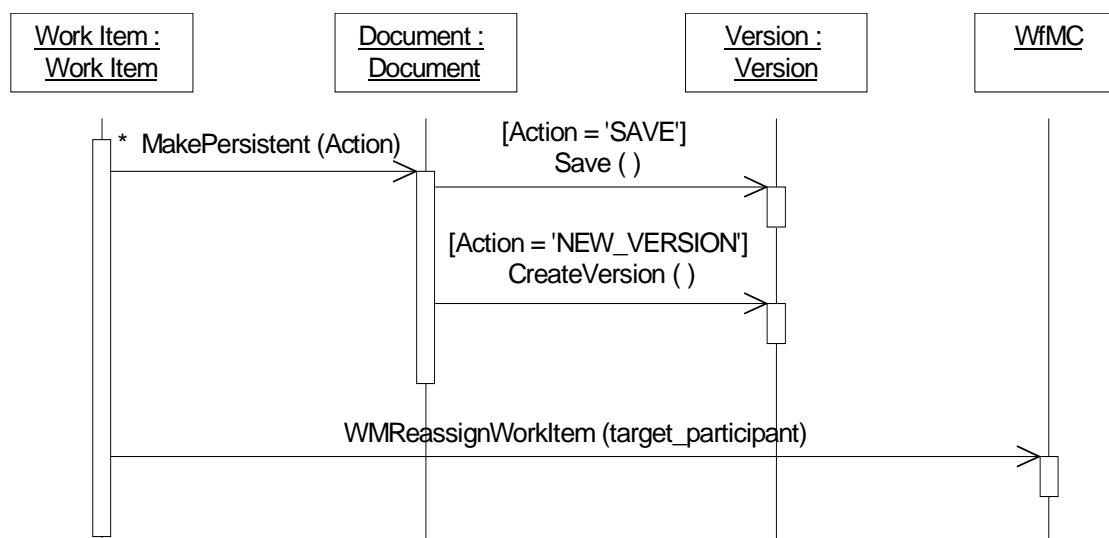 Work Item :
Work Item
Document :
Document
Version :
Version
WfMC
* MakePersistent (Action)
[Action = 'SAVE']
Save ( )
[Action = 'NEW_VERSION']
CreateVersion ( )
WMReassignWorkItem (target_participant)